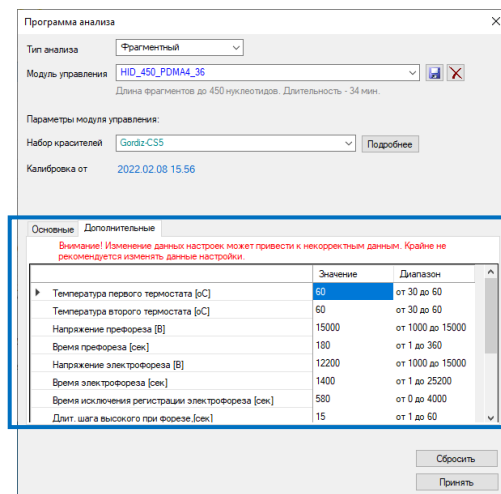 Программа анализа
Тип анализа Фрагментный
Модуль управления HID_450_PDMA4_36
Длина фрагментов до 450 нуклеотидов. Длительность - 34 мин.
Параметры модуля управления:
Набор красителей Gordiz-CS5 Подробнее
Калибровка от 2022.02.08 15.56
Основные Дополнительные
Внимание! Изменение данных настроек может привести к некорректным данным. Крайне не
рекомендуется изменять данные настройки.
Значение Диапазон
Температура первого термостата [оС] 60 от 30 до 60
Температура второго термостата [оС] 60 от 30 до 60
Напряжение префореза [В] 15000 от 1000 до 15000
Время префореза [сек] 180 от 1 до 360
Напряжение электрофореза [В] 12200 от 1000 до 15000
Время электрофореза [сек] 1400 от 1 до 25200
Время исключения регистрации электрофореза [сек] 580 от 0 до 4000
Длит. шага высокого при форезе,[сек] 15 от 1 до 60
Сбросить
Принять